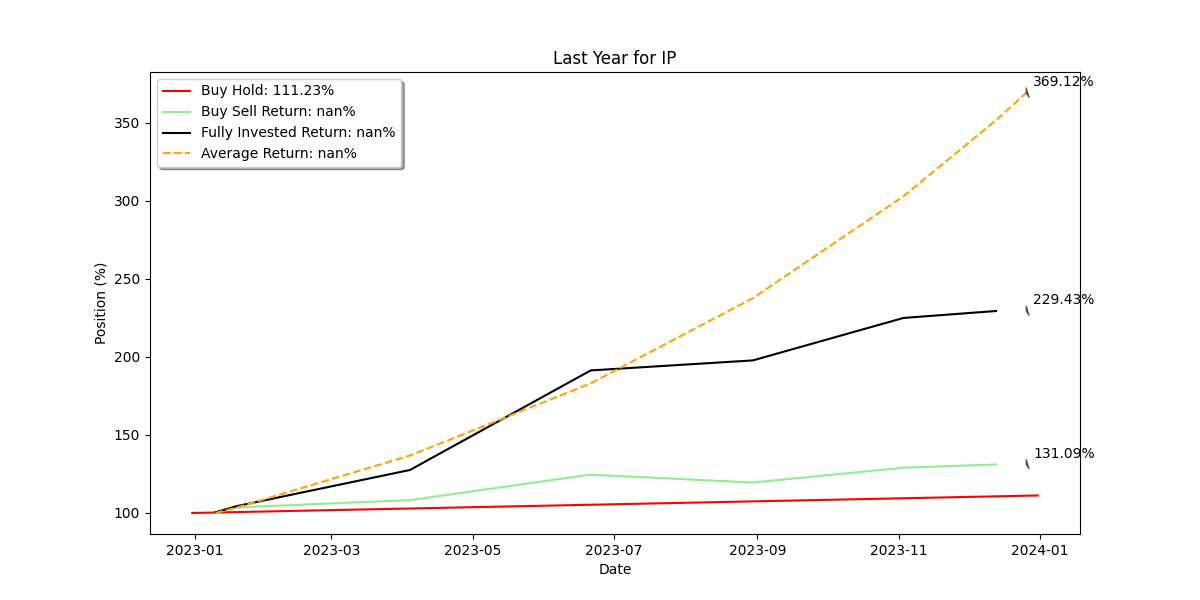 Last Year for IP
369.12%
Buy Hold: 111.23%
Buy Sell Return: nan%
Fully Invested Return: nan%
Average Return: nan%
350
300
229.43%
250
Position (%)
200
150
131.09%
100
2023-01
2023-03
2023-05
2023-07
2023-09
2023-11
2024-01
Date